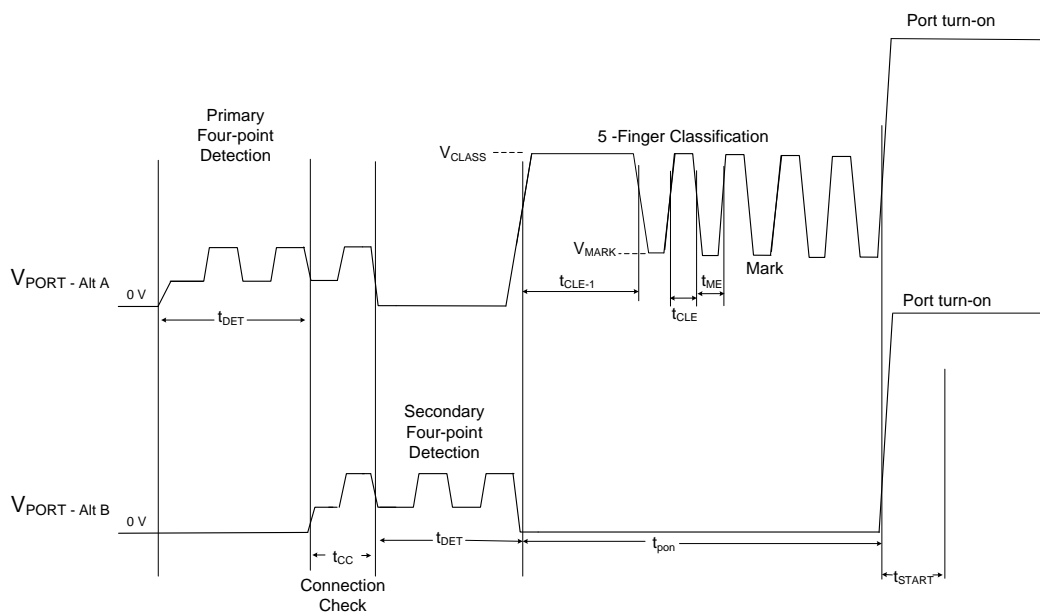 Port turn-on
Primary
Four-point
Detection
5 -Finger Classification
VCLASS
VMARK
Mark
VPORT - Alt A
0 V
tCLE-1
tME
tCLE
tDET
Port turn-on
Secondary
Four-point
Detection
VPORT - Alt B
0 V
tCC
tDET
tpon
tSTART
Connection
Check